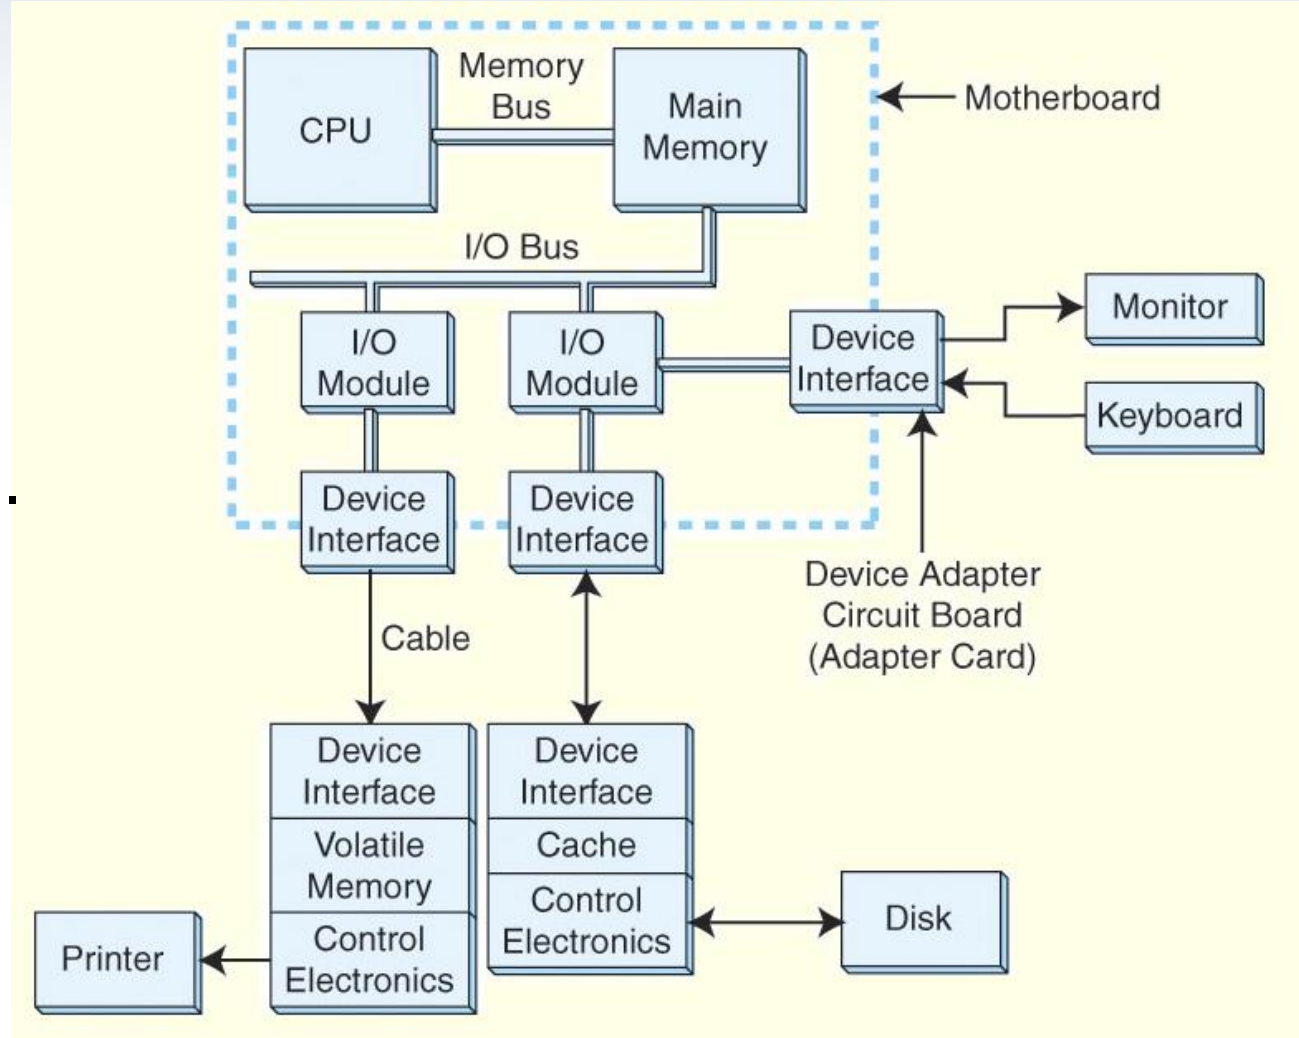 Memory
Bus
CPU
Main
Memory
Motherboard
I/O Bus
I/O
Module
I/O
Module
Device
Interface
Monitor
Keyboard
Device
Interface
Device
Interface
Device Adapter
Circuit Board
(Adapter Card)
Cable
Device
Interface
Volatile
Memory
Control
Electronics
Device
Interface
Cache
Control
Electronics
Printer
Disk